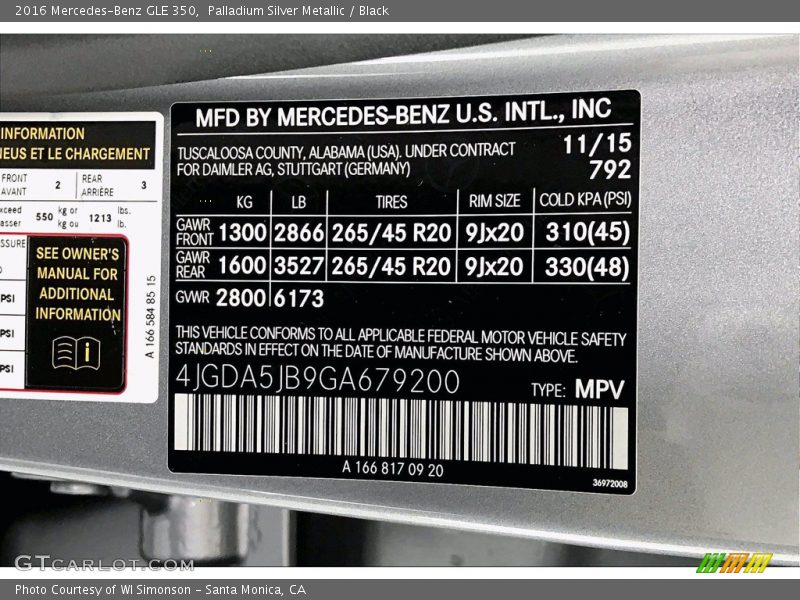 2016 Mercedes-Benz GLE 350,  Palladium Silver Metallic / Black
INFORMATION
NEUS ET LE CHARGEMENT
FRONT
AVANT
2
REAR
ARRIÈRE
3
550
kg or
kg ou
1213
lbs.
lb.
PSI
PSI
PSI
SEE OWNER'S
MANUAL FOR
ADDITIONAL
INFORMATION
A 166 584 85 15
MFD BY MERCEDES-BENZ U.S. INTL., INC
TUSCALOOSA COUNTY, ALABAMA (USA). UNDER CONTRACT
FOR DAIMLER AG, STUTTGART (GERMANY)
11/15
792
KG LB TIRES RIM SIZE COLD KPA (PSI)
GAWR
FRONT
1300 2866 265/45 R20 9Jx20 310(45)
GAWR
REAR
1600 3527 265/45 R20 9Jx20 330(48)
GVWR 2800 6173
THIS VEHICLE CONFORMS TO ALL APPLICABLE FEDERAL MOTOR VEHICLE SAFETY
STANDARDS IN EFFECT ON THE DATE OF MANUFACTURE SHOWN ABOVE.
4JGDA5JB9GA679200
TYPE: MPV
A 166 817 09 20
36972008
GTCARLOT.COM
Photo Courtesy of WI Simonson - Santa Monica, CA